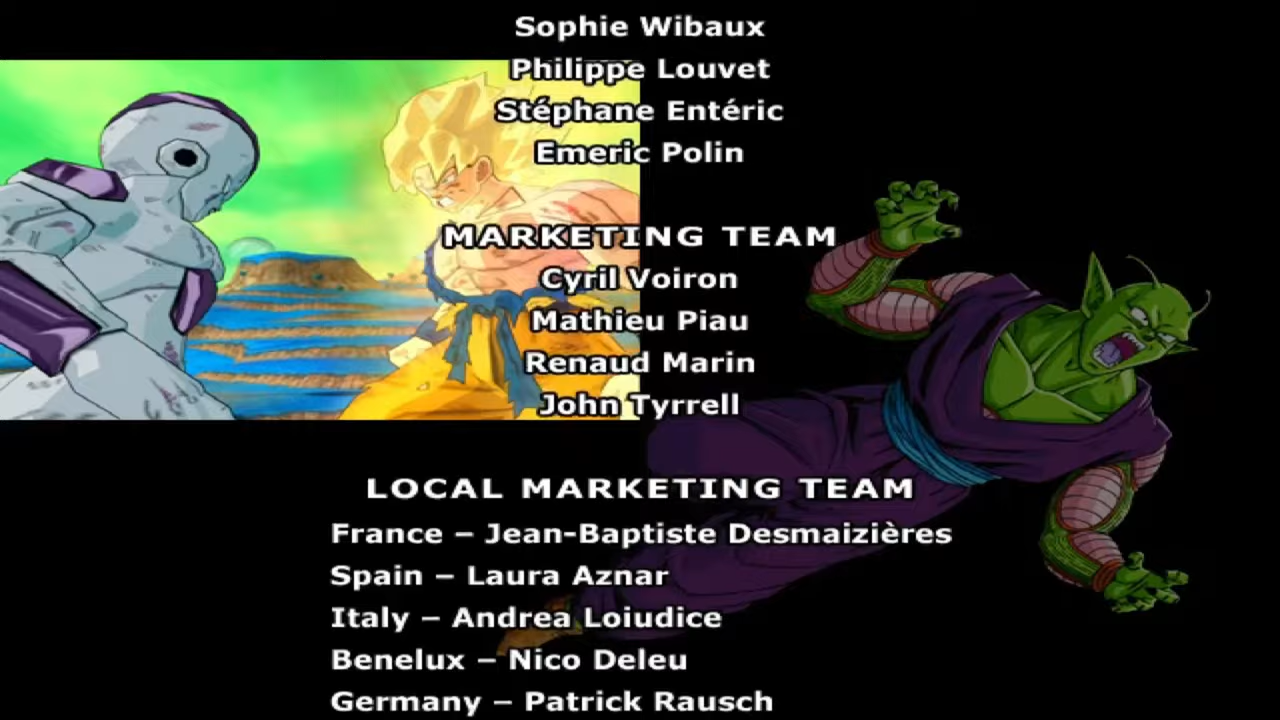 Sophie Wibaux
Philippe Louvet
Stéphane Entéric
Emeric Polin
MARKETING TEAM
Cyril Voiron
Mathieu Piau
Renaud Marin
John Tyrrell
LOCAL MARKETING TEAM
France – Jean-Baptiste Desmaizières
Spain – Laura Aznar
Italy – Andrea Loiudice
Benelux – Nico Deleu
Germany – Patrick Rausch